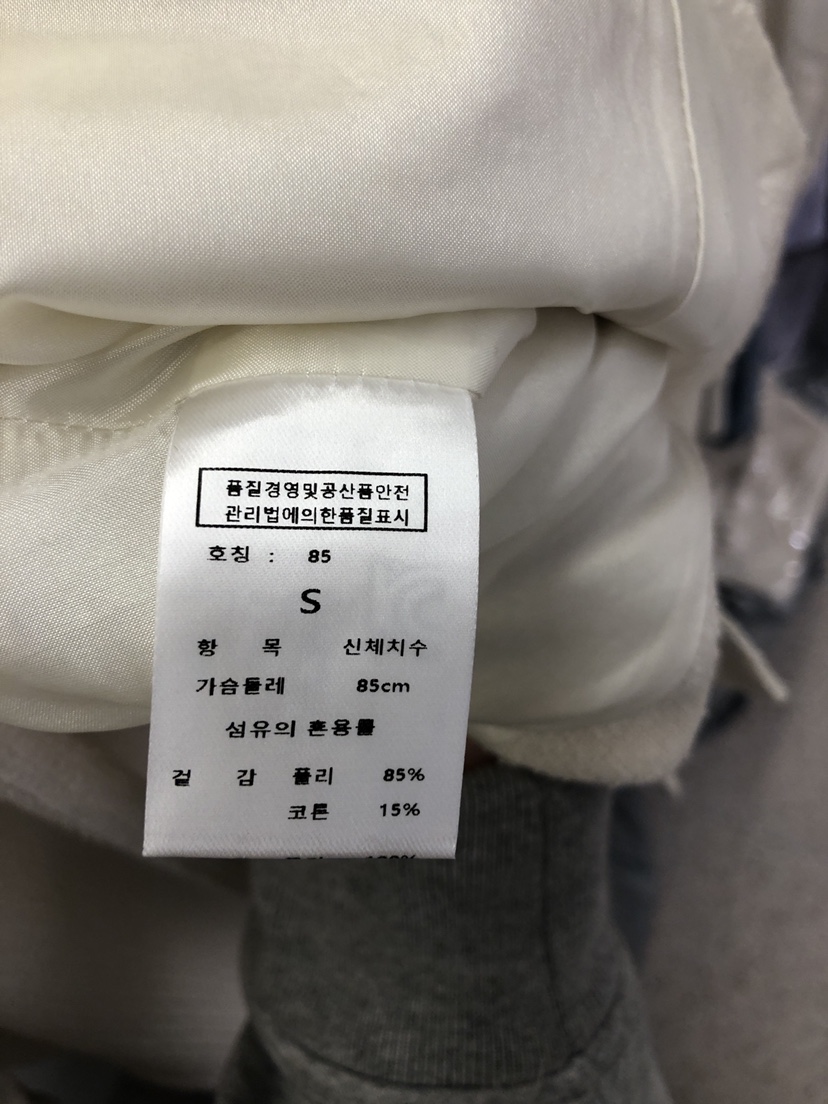 품질경영및공산품안전
관리법에의한품질표시
호칭 : 85
S
항 목 신체치수
가슴둘레 85cm
섬유의 혼용률
겉 감 폴리 85%
코튼 15%